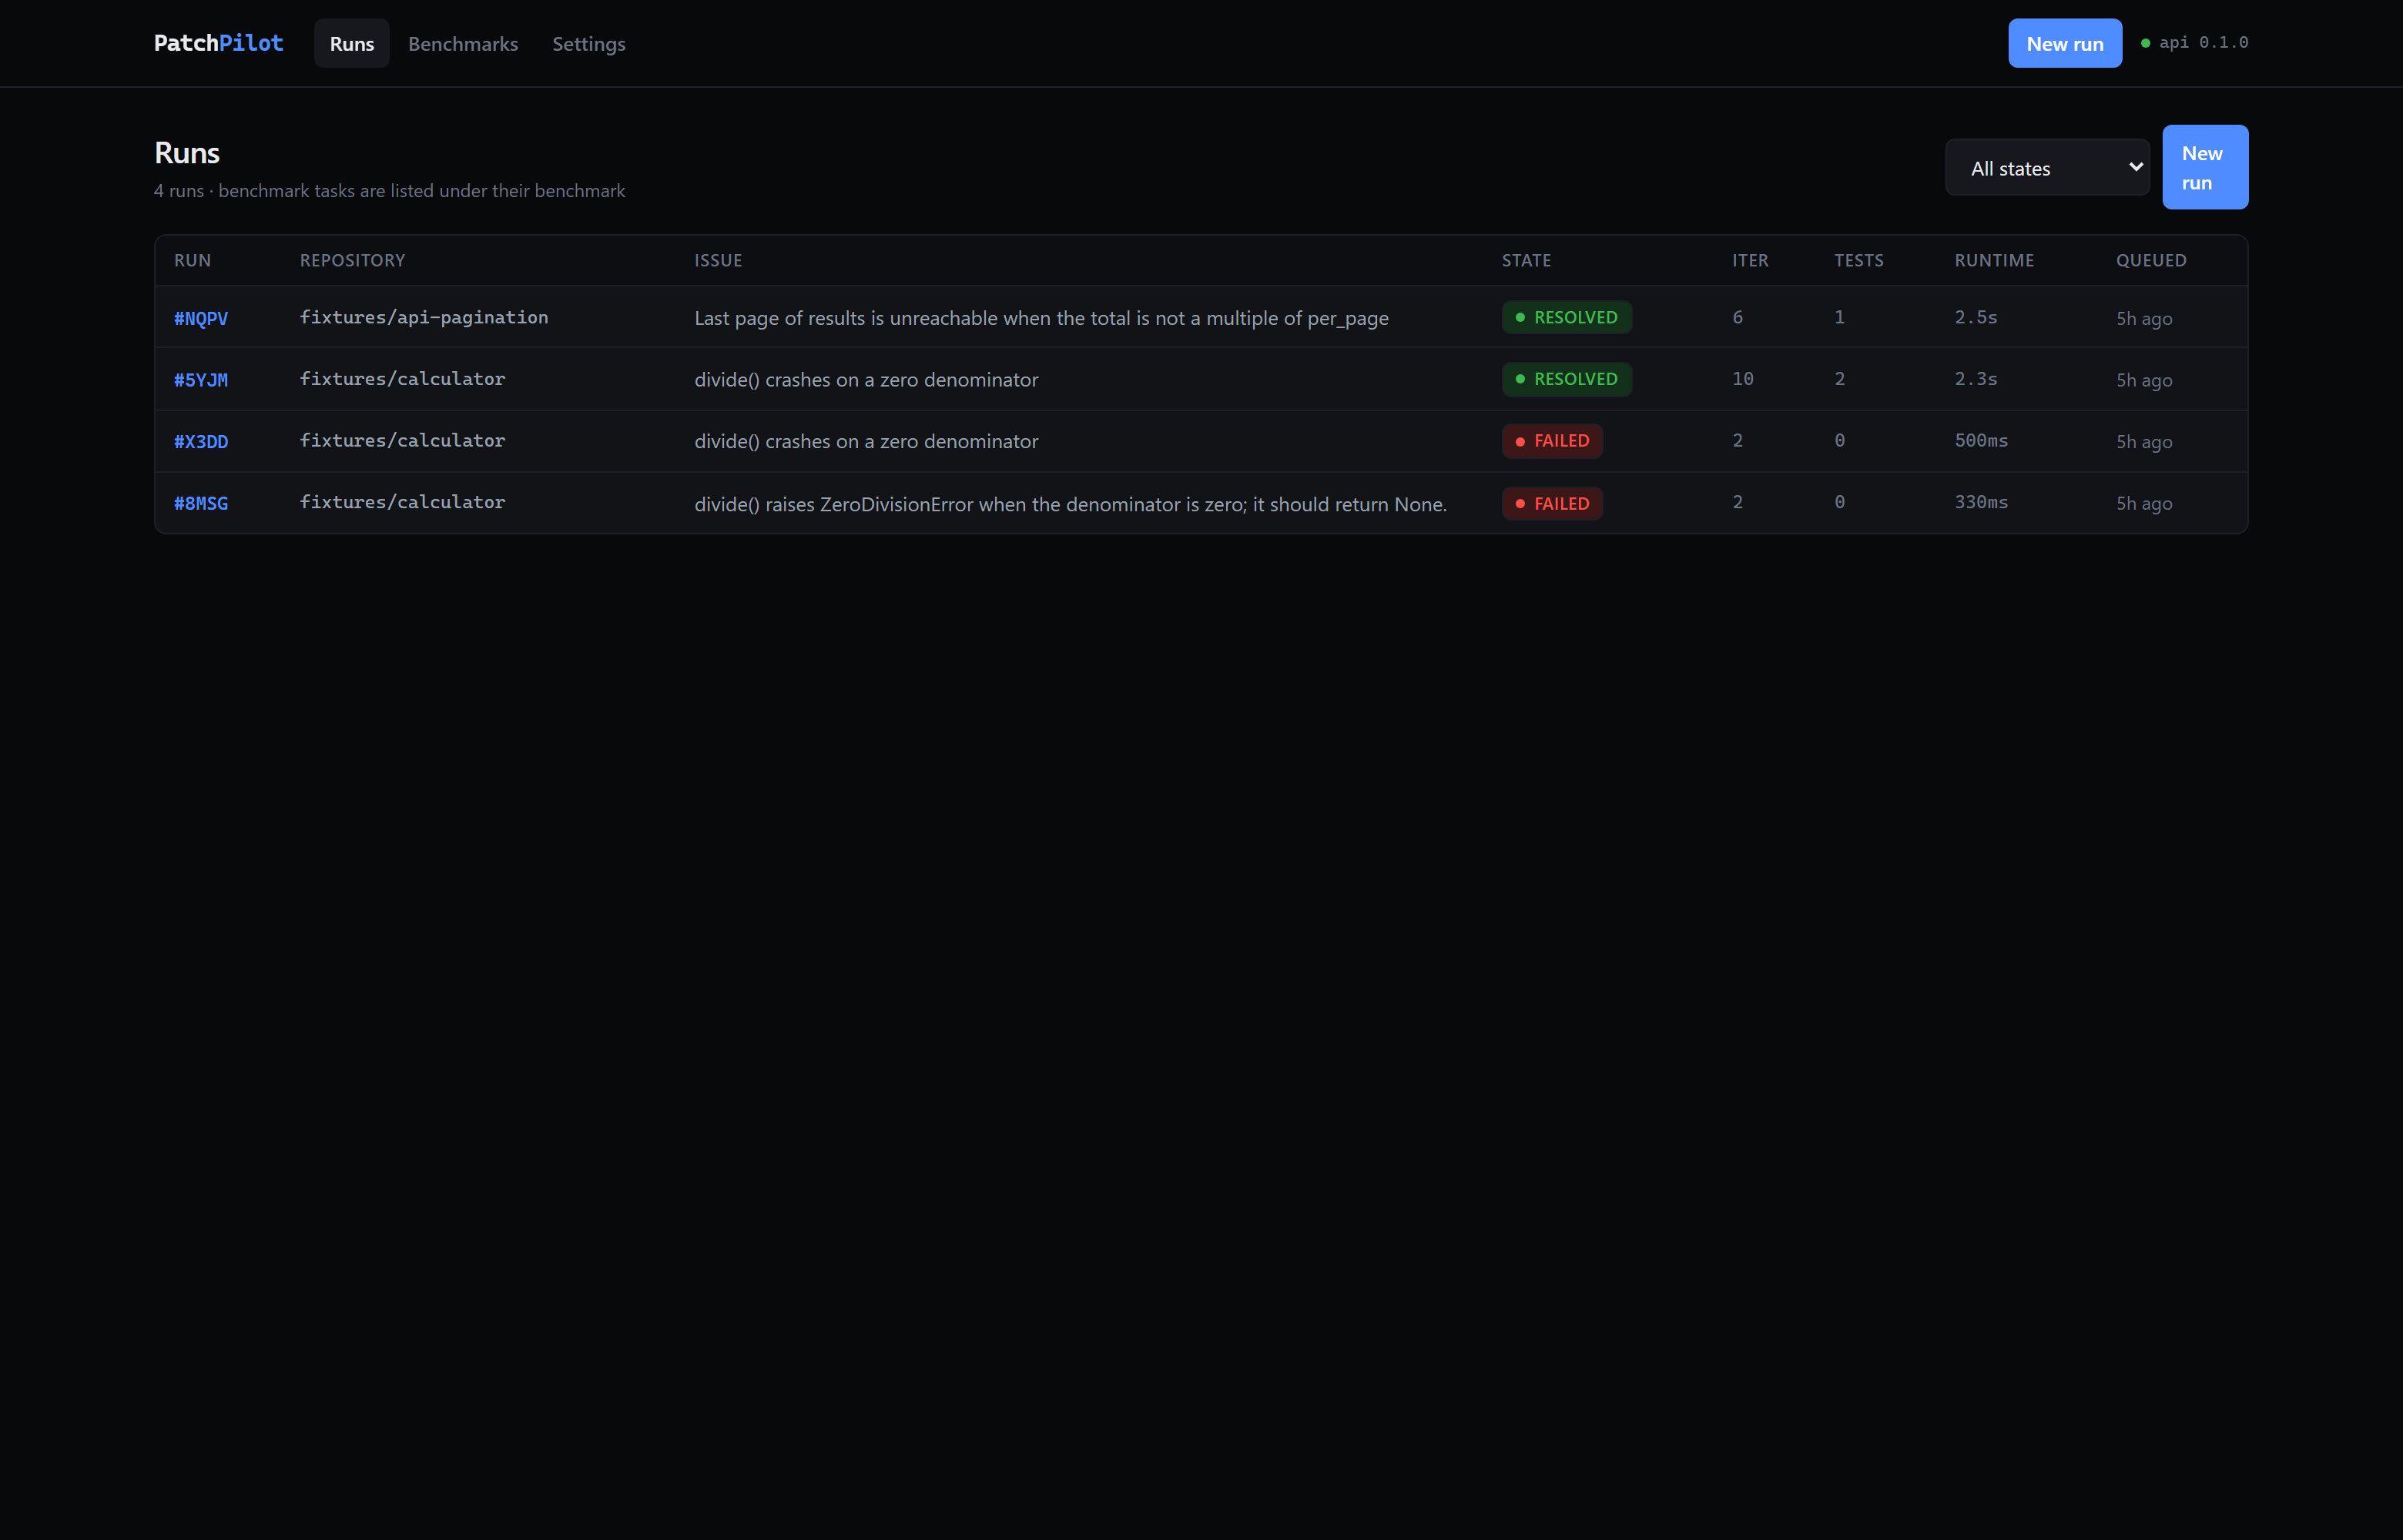 PatchPilot Runs Benchmarks Settings New run api 0.1.0
Runs
4 runs · benchmark tasks are listed under their benchmark
All states
New
run
RUN REPOSITORY ISSUE STATE ITER TESTS RUNTIME QUEUED
#NQPV fixtures/api-pagination Last page of results is unreachable when the total is not a multiple of per_page RESOLVED 6 1 2.5s 5h ago
#5YJM fixtures/calculator divide() crashes on a zero denominator RESOLVED 10 2 2.3s 5h ago
#X3DD fixtures/calculator divide() crashes on a zero denominator FAILED 2 0 500ms 5h ago
#8MSG fixtures/calculator divide() raises ZeroDivisionError when the denominator is zero; it should return None. FAILED 2 0 330ms 5h ago